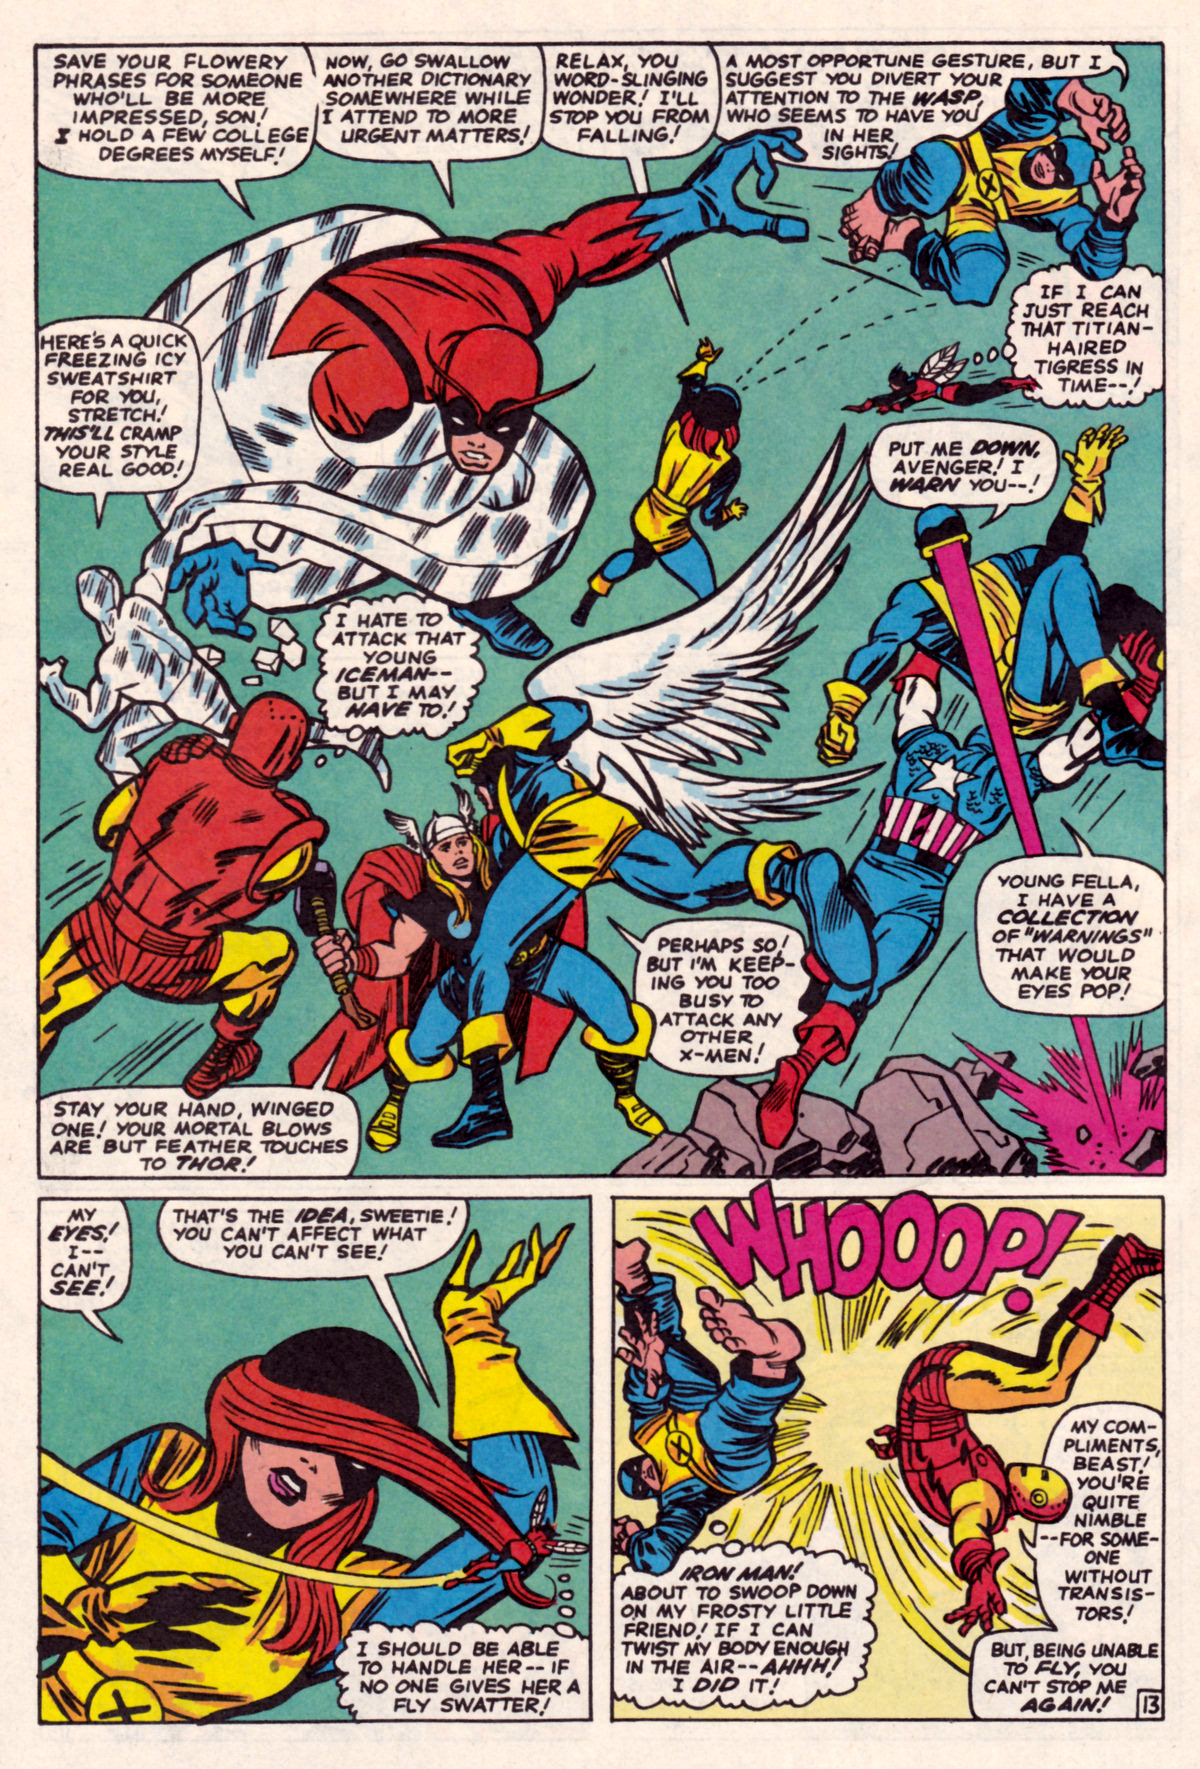 SAVE YOUR FLOWERY
PHRASES FOR SOMEONE
WHO'LL BE MORE
IMPRESSED, SON!
I HOLD A FEW COLLEGE
DEGREES MYSELF!
NOW, GO SWALLOW
ANOTHER DICTIONARY
SOMEWHERE WHILE
I ATTEND TO MORE
URGENT MATTERS!
RELAX, YOU
WORD-SLINGING
WONDER! I'LL
STOP YOU FROM
FALLING!
A MOST OPPORTUNE GESTURE, BUT I
SUGGEST YOU DIVERT YOUR
ATTENTION TO THE WASP,
WHO SEEMS TO HAVE YOU
IN HER
SIGHTS!
IF I CAN
JUST REACH
THAT TITIAN-
HAIRED
TIGRESS IN
TIME--!
HERE'S A QUICK
FREEZING ICY
SWEATSHIRT
FOR YOU,
STRETCH!
THIS'LL CRAMP
YOUR STYLE
REAL GOOD!
PUT ME DOWN,
AVENGER! I
WARN YOU--!
I HATE TO
ATTACK THAT
YOUNG
ICEMAN--
BUT I MAY
HAVE TO!
YOUNG FELLA,
I HAVE A
COLLECTION
OF "WARNINGS"
THAT WOULD
MAKE YOUR
EYES POP!
PERHAPS SO!
BUT I'M KEEP-
ING YOU TOO
BUSY TO
ATTACK ANY
OTHER
X-MEN!
STAY YOUR HAND, WINGED
ONE! YOUR MORTAL BLOWS
ARE BUT FEATHER TOUCHES
TO THOR!
MY
EYES!
I--
CAN'T
SEE!
THAT'S THE IDEA, SWEETIE!
YOU CAN'T AFFECT WHAT
YOU CAN'T SEE!
I SHOULD BE ABLE
TO HANDLE HER--IF
NO ONE GIVES HER A
FLY SWATTER!
WHOOOP!
IRON MAN!
ABOUT TO SWOOP DOWN
ON MY FROSTY LITTLE
FRIEND! IF I CAN
TWIST MY BODY ENOUGH
IN THE AIR--AHHH!
I DID IT!
MY COM-
PLIMENTS,
BEAST!
YOU'RE
QUITE
NIMBLE
--FOR SOME-
ONE
WITHOUT
TRANSIS-
TORS!
BUT, BEING UNABLE
TO FLY, YOU
CAN'T STOP ME
AGAIN!
13